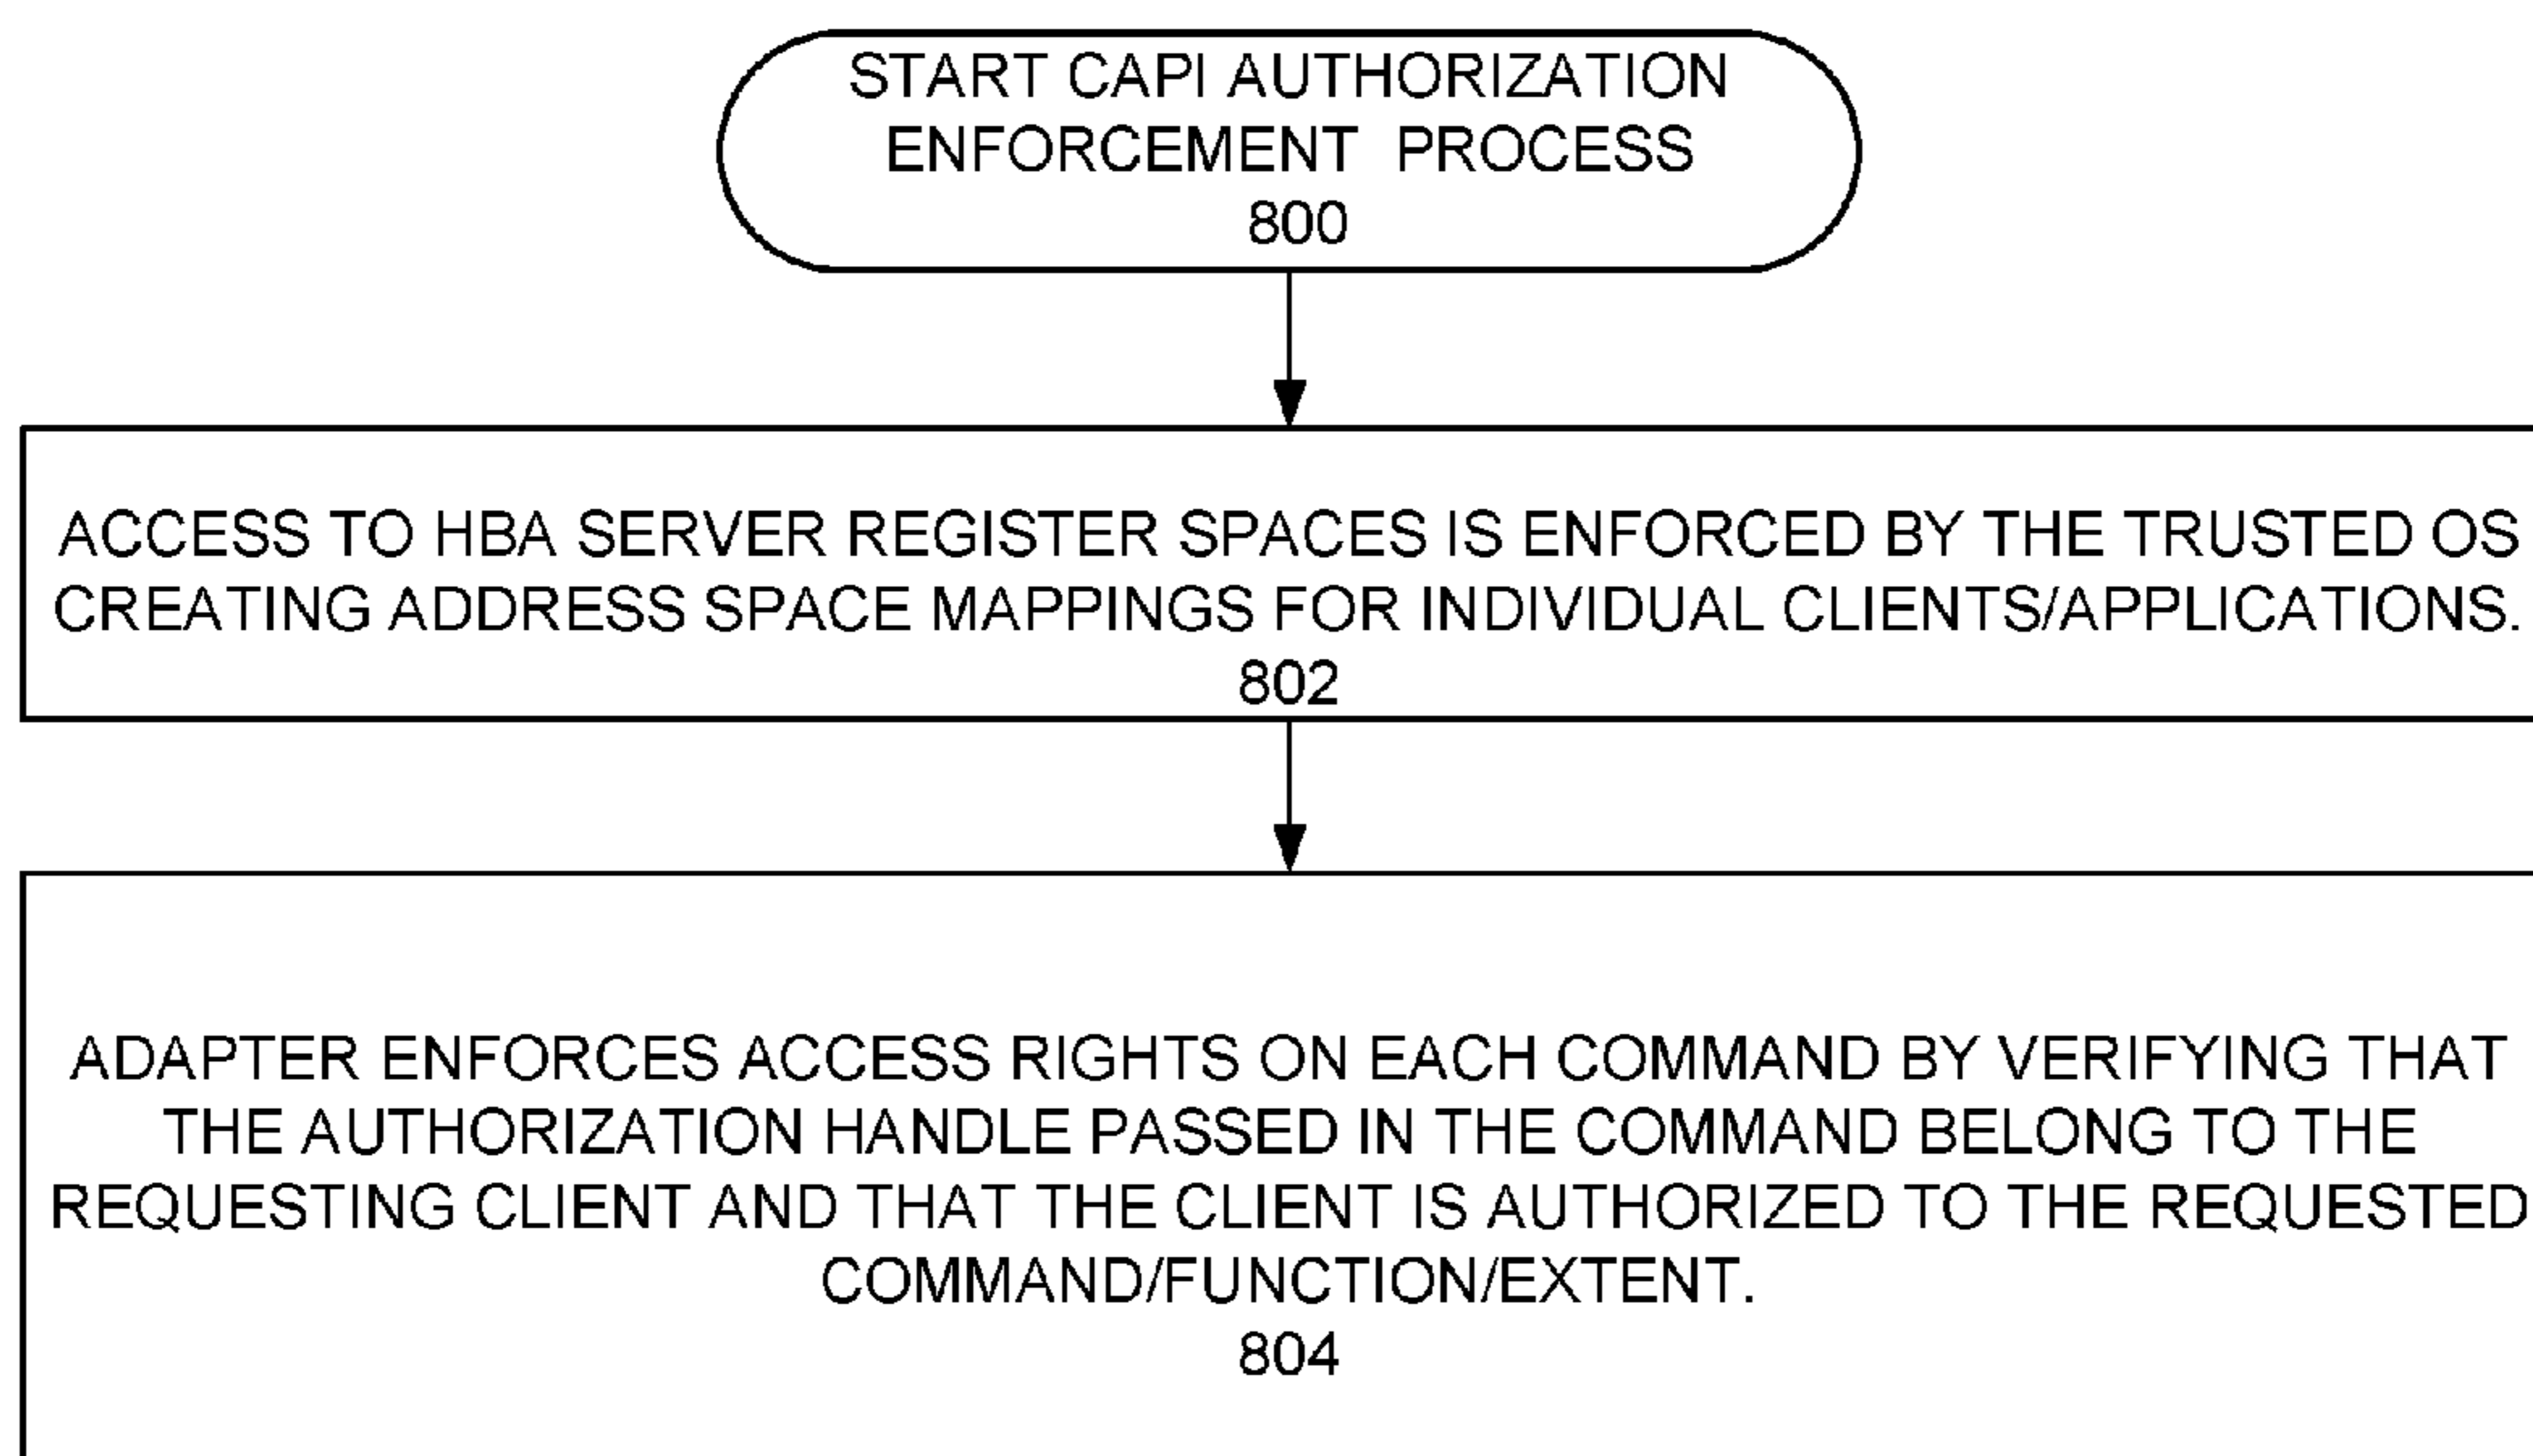 START CAPI AUTHORIZATION
ENFORCEMENT PROCESS
800
ACCESS TO HBA SERVER REGISTER SPACES IS ENFORCED BY THE TRUSTED OS
CREATING ADDRESS SPACE MAPPINGS FOR INDIVIDUAL CLIENTS/APPLICATIONS.
802
ADAPTER ENFORCES ACCESS RIGHTS ON EACH COMMAND BY VERIFYING THAT
THE AUTHORIZATION HANDLE PASSED IN THE COMMAND BELONG TO THE
REQUESTING CLIENT AND THAT THE CLIENT IS AUTHORIZED TO THE REQUESTED
COMMAND/FUNCTION/EXTENT.
804